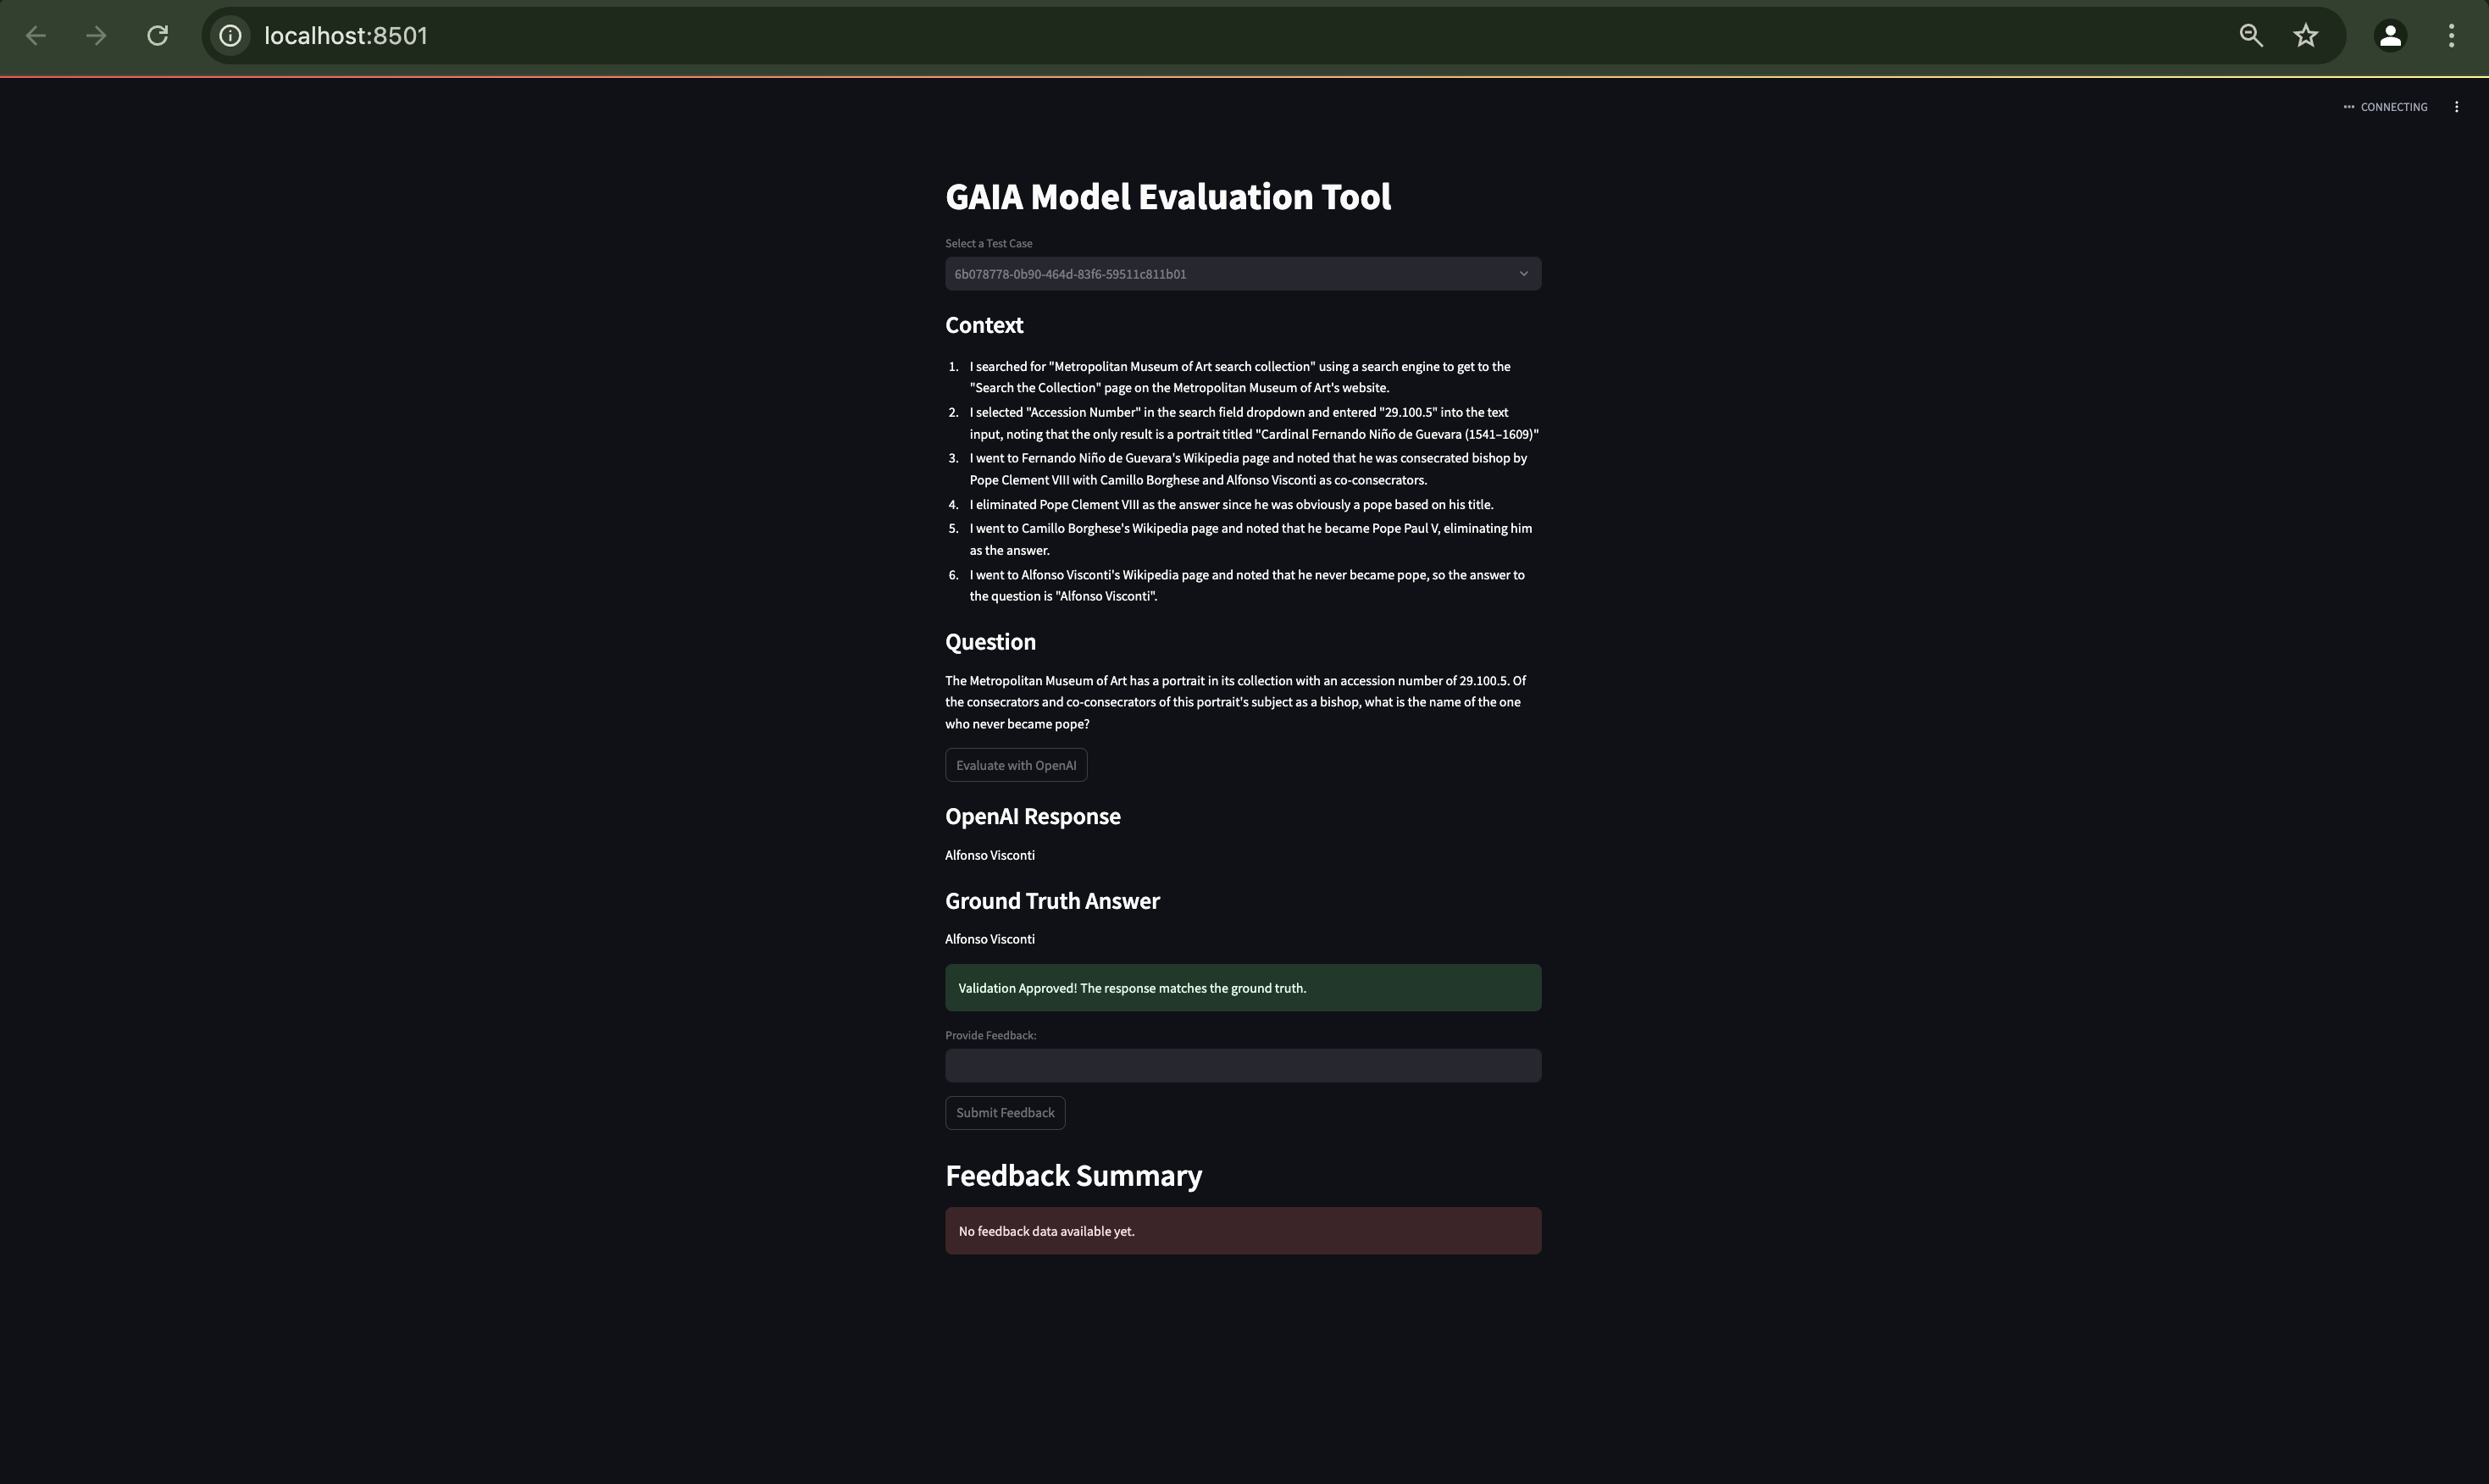 localhost:8501
CONNECTING
GAIA Model Evaluation Tool
Select a Test Case
6b078778-0b90-464d-83f6-59511c811b01
Context
1. I searched for "Metropolitan Museum of Art search collection" using a search engine to get to the
"Search the Collection" page on the Metropolitan Museum of Art's website.
2. I selected "Accession Number" in the search field dropdown and entered "29.100.5" into the text
input, noting that the only result is a portrait titled "Cardinal Fernando Niño de Guevara (1541–1609)"
3. I went to Fernando Niño de Guevara's Wikipedia page and noted that he was consecrated bishop by
Pope Clement VIII with Camillo Borghese and Alfonso Visconti as co-consecrators.
4. I eliminated Pope Clement VIII as the answer since he was obviously a pope based on his title.
5. I went to Camillo Borghese's Wikipedia page and noted that he became Pope Paul V, eliminating him
as the answer.
6. I went to Alfonso Visconti's Wikipedia page and noted that he never became pope, so the answer to
the question is "Alfonso Visconti".
Question
The Metropolitan Museum of Art has a portrait in its collection with an accession number of 29.100.5. Of
the consecrators and co-consecrators of this portrait's subject as a bishop, what is the name of the one
who never became pope?
Evaluate with OpenAI
OpenAI Response
Alfonso Visconti
Ground Truth Answer
Alfonso Visconti
Validation Approved! The response matches the ground truth.
Provide Feedback:
Submit Feedback
Feedback Summary
No feedback data available yet.